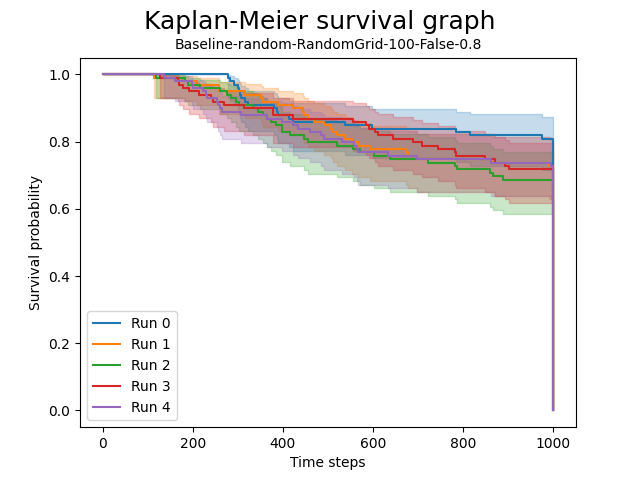 Kaplan-Meier survival graph
Baseline-random-RandomGrid-100-False-0.8
Survival probability
1.0
0.8
0.6
0.4
0.2
0.0
Run 0
Run 1
Run 2
Run 3
Run 4
0 200 400 600 800 1000
Time steps